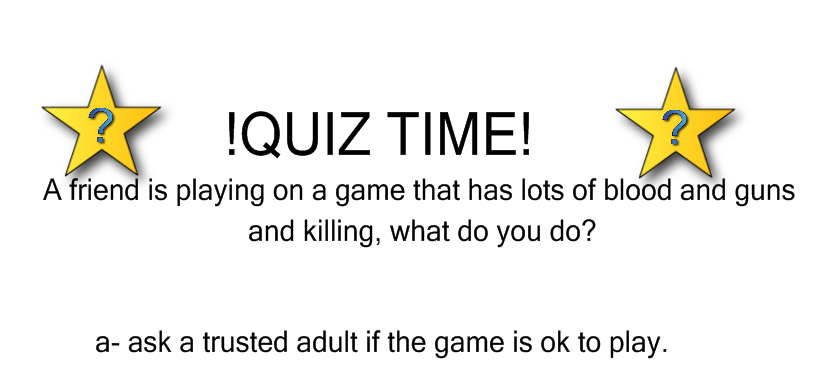 ?
!QUIZ TIME!
?
A friend is playing on a game that has lots of blood and guns
and killing, what do you do?
a- ask a trusted adult if the game is ok to play.